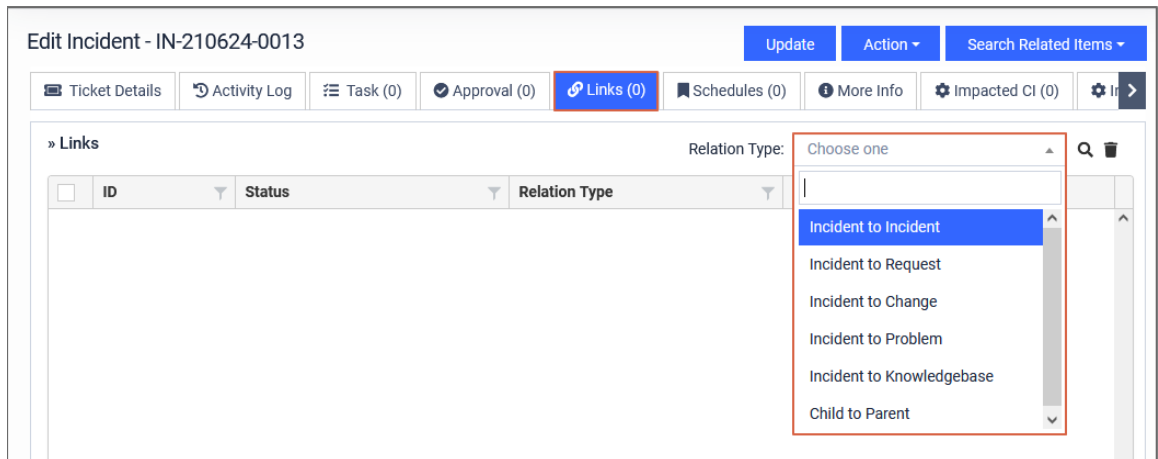 Edit Incident - IN-210624-0013
Update Action Search Related Items
Ticket Details Activity Log Task (0) Approval (0) Links (0) Schedules (0) More Info Impacted CI (0)
» Links
Relation Type: Choose one
ID Status Relation Type
Incident to Incident
Incident to Request
Incident to Change
Incident to Problem
Incident to Knowledgebase
Child to Parent